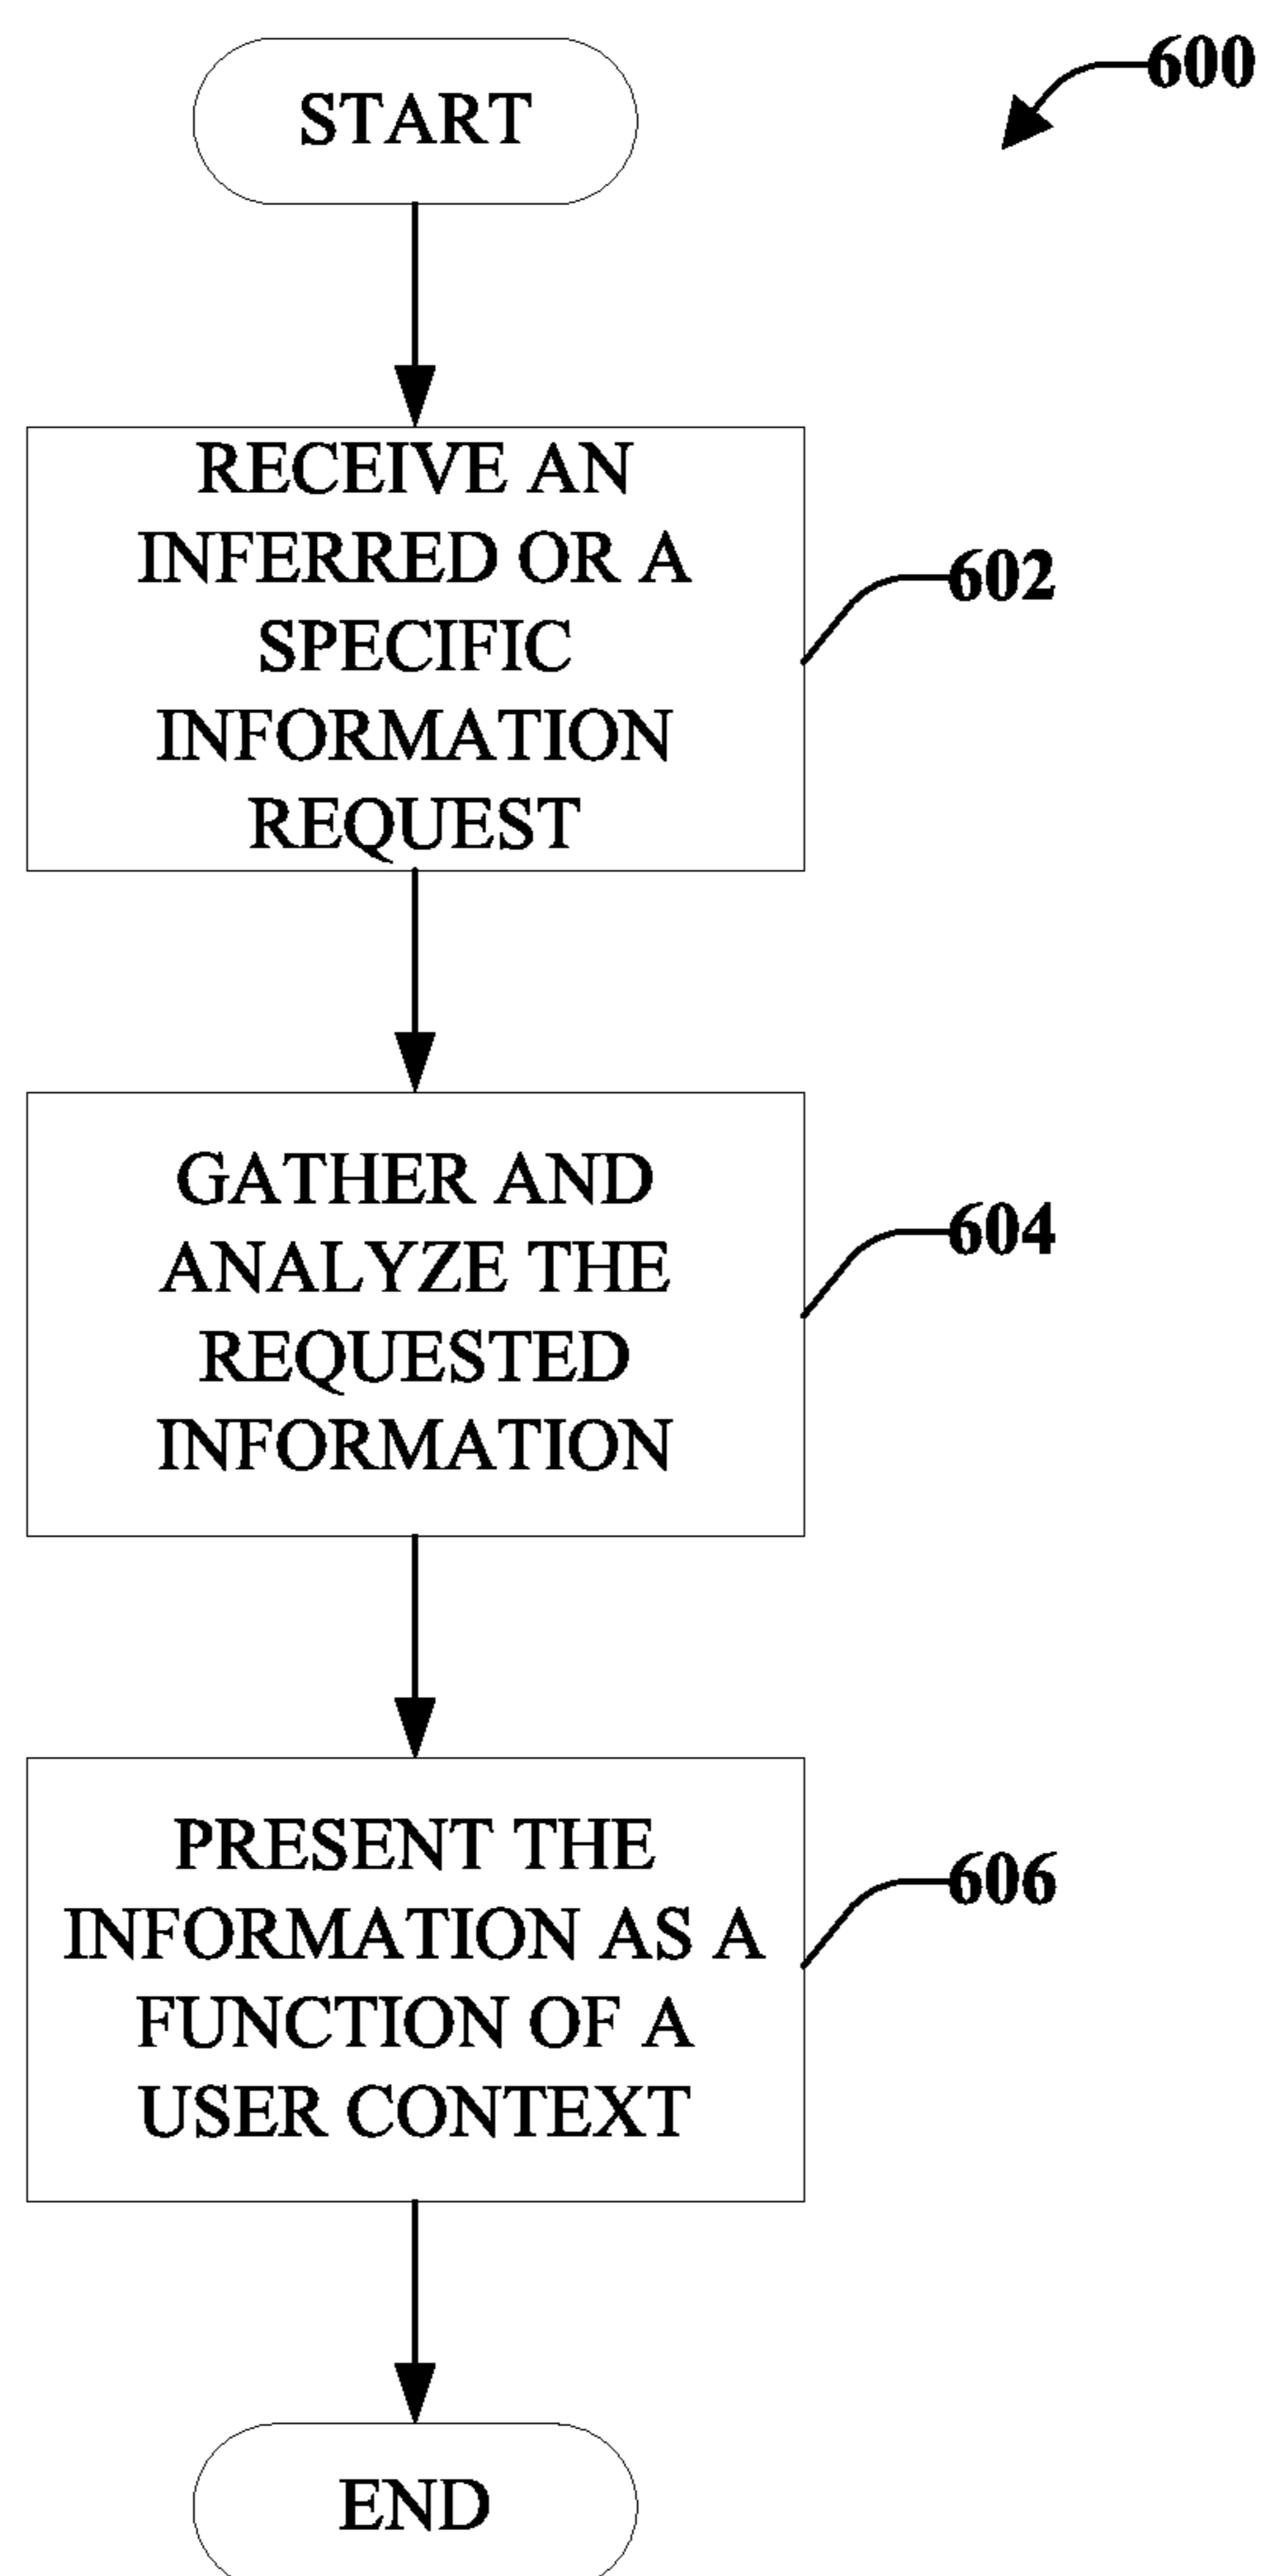 START
600
RECEIVE AN
INFERRED OR A
SPECIFIC
INFORMATION
REQUEST
602
GATHER AND
ANALYZE THE
REQUESTED
INFORMATION
604
PRESENT THE
INFORMATION AS A
FUNCTION OF A
USER CONTEXT
606
END